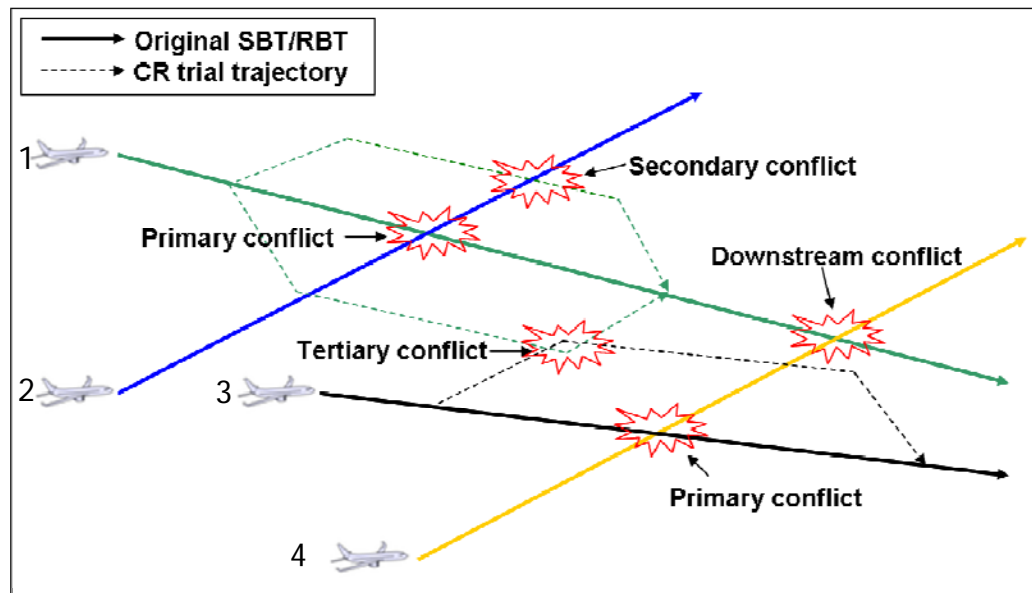 Original SBT/RBT
CR trial trajectory
1
Secondary conflict
Primary conflict
Downstream conflict
Tertiary conflict
2
3
Primary conflict
4